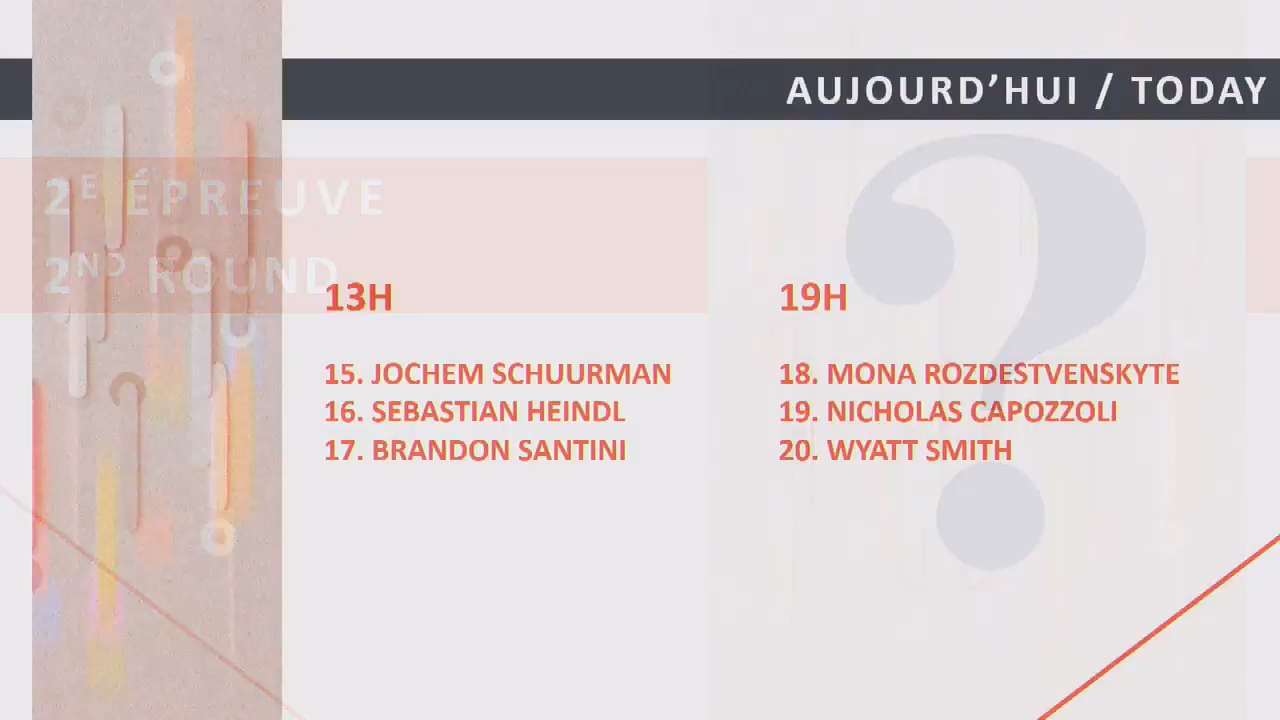 AUJOURD’HUI / TODAY
2E ÉPREUVE
2ND ROUND
13H
15. JOCHEM SCHUURMAN
16. SEBASTIAN HEINDL
17. BRANDON SANTINI
19H
18. MONA ROZDESTVENSKYTE
19. NICHOLAS CAPOZZOLI
20. WYATT SMITH
?